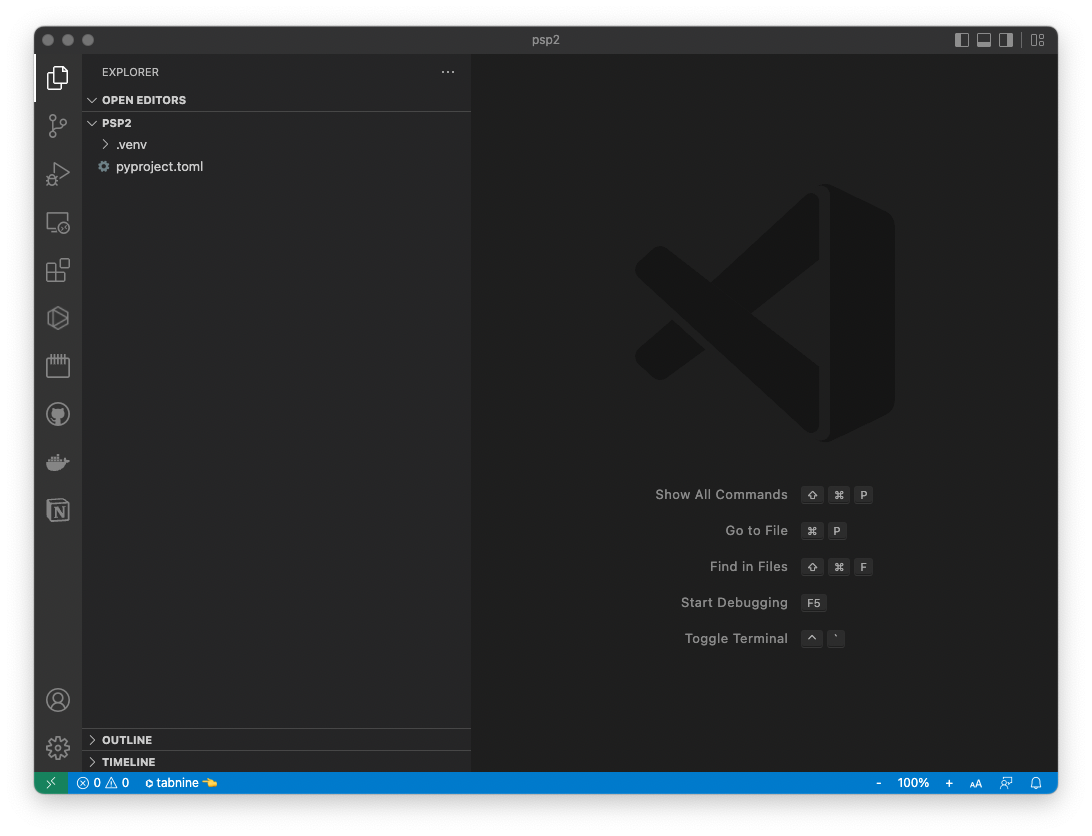 psp2
EXPLORER
OPEN EDITORS
PSP2
.venv
pyproject.toml
Show All Commands ⇧ ⌘ P
Go to File ⌘ P
Find in Files ⇧ ⌘ F
Start Debugging F5
Toggle Terminal ^ `
OUTLINE
TIMELINE
0 0 tabnine 👈 - 100% + AA